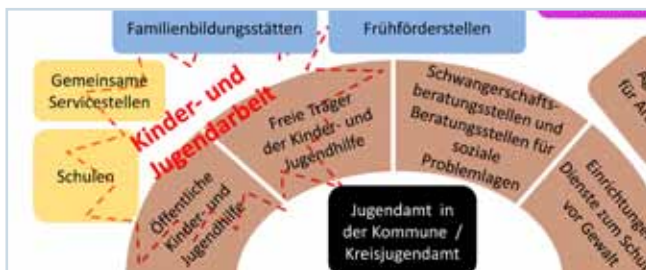 Familienbildungsstätten
Frühförderstellen
Gemeinsame
Servicestellen
Kinder- und
Jugendarbeit
Schulen
Öffentliche
Kinder- und
Jugendhilfe
Freie Träger
der Kinder- und
Jugendhilfe
Schwangerschafts-
beratungsstellen und
Beratungsstellen für
soziale
Problemlagen
Einrichtungen
Dienste zum
vor Gewalt
für
Jugendamt in
der Kommune /
Kreisjugendamt